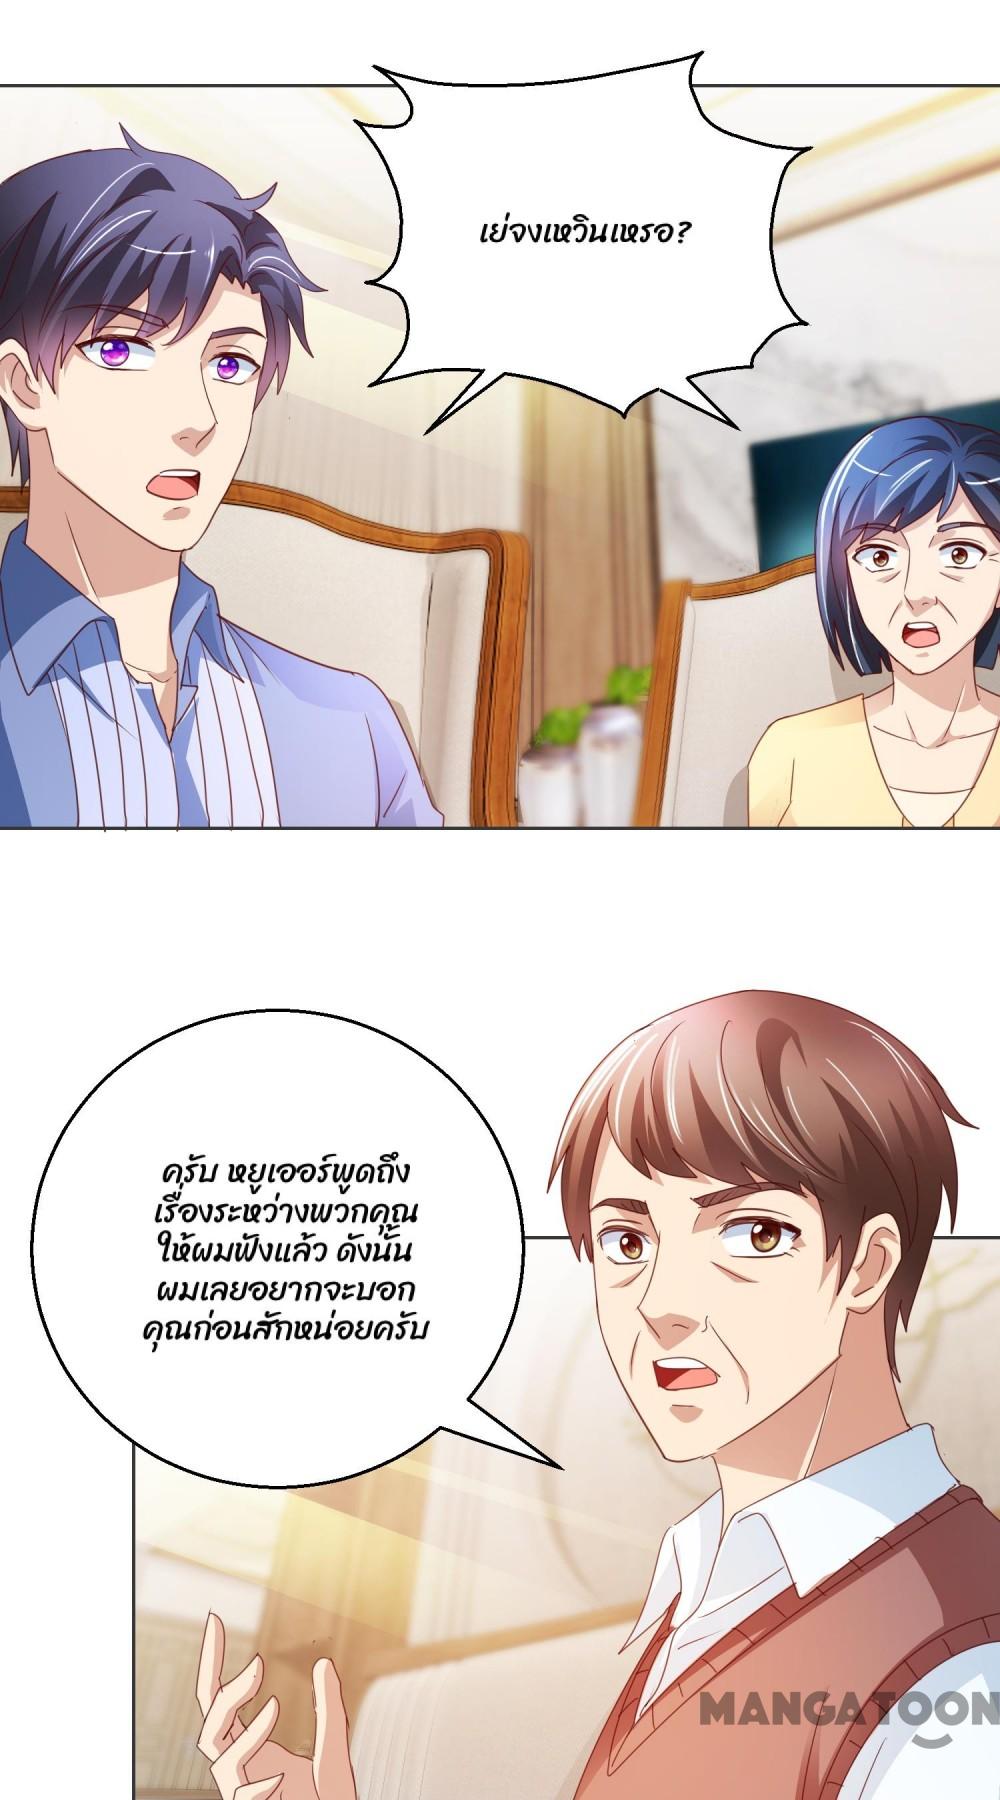 เย่จงเหวินเหรอ?
ครับ หยูเออร์พูดถึง
เรื่องระหว่างพวกคุณ
ให้ผมฟังแล้ว ดังนั้น
ผมเลยอยากจะบอก
คุณก่อนสักหน่อยครับ
MANGATOON